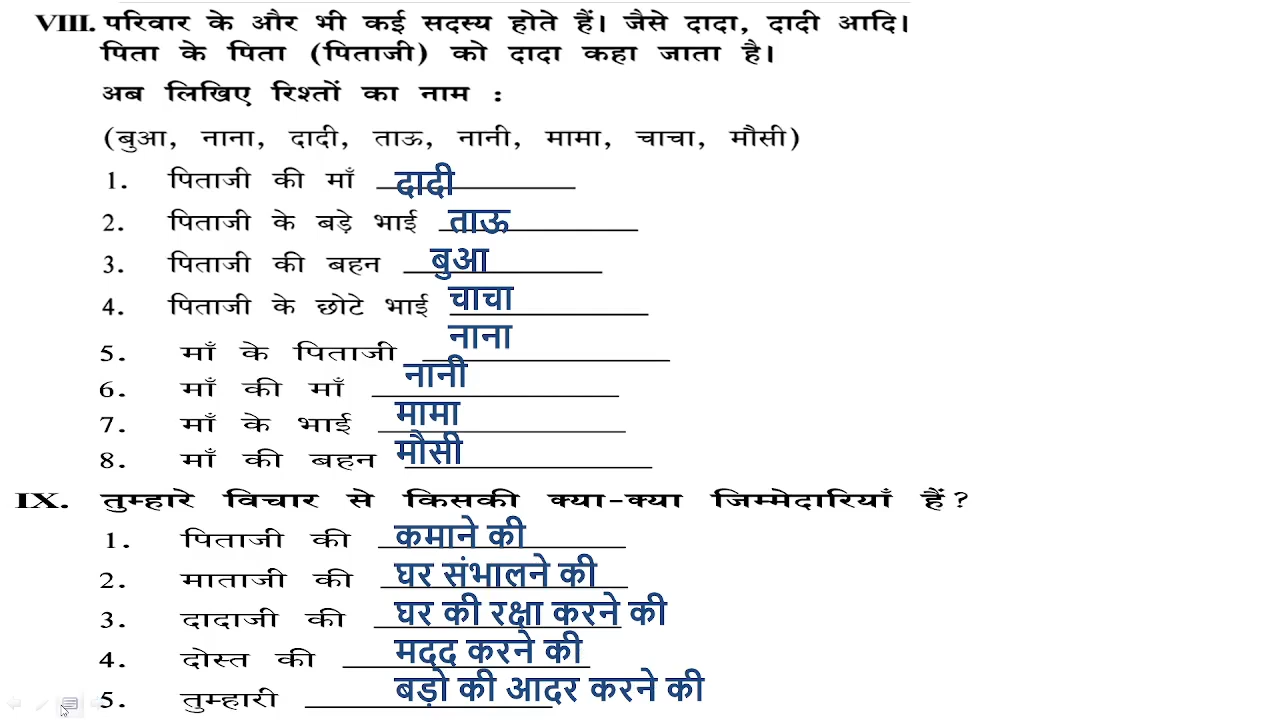 VIII. परिवार के और भी कई सदस्य होते हैं। जैसे दादा, दादी आदि।
पिता के पिता (पिताजी) को दादा कहा जाता है।
अब लिखिए रिश्तों का नाम :
(बुआ, नाना, दादी, ताऊ, नानी, मामा, चाचा, मौसी)
1. पिताजी की माँ दादी
2. पिताजी के बड़े भाई ताऊ
3. पिताजी की बहन बुआ
4. पिताजी के छोटे भाई चाचा
5. माँ के पिताजी नाना
6. माँ की माँ नानी
7. माँ के भाई मामा
8. माँ की बहन मौसी
IX. तुम्हारे विचार से किसकी क्या-क्या जिम्मेदारियाँ हैं?
1. पिताजी की कमाने की
2. माताजी की घर संभालने की
3. दादाजी की घर की रक्षा करने की
4. दोस्त की मदद करने की
5. तुम्हारी बड़ो की आदर करने की